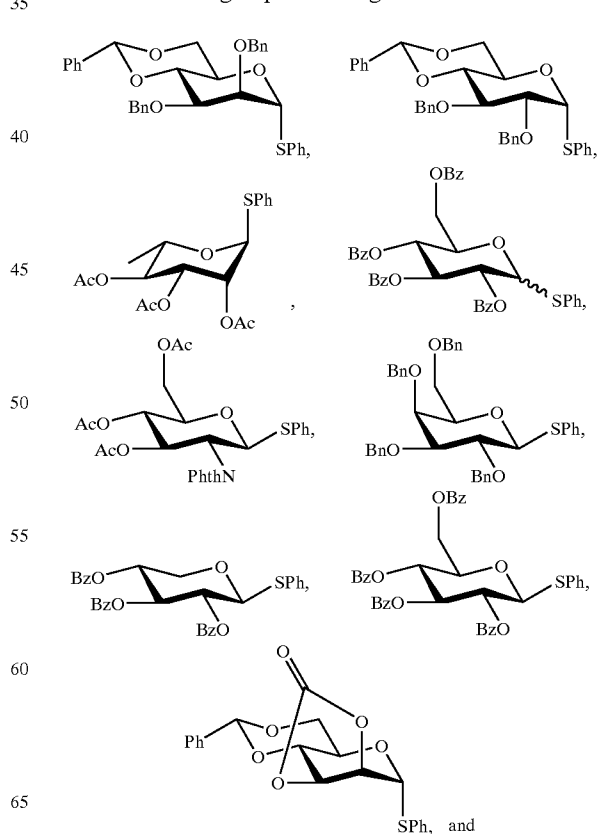 35
Ph
O
O
OBn
O
BnO
SPh,
Ph
O
O
O
BnO
BnO
SPh,
40
SPh
O
AcO
AcO
OAc
,
OBz
O
BzO
BzO
BzO
SPh,
45
OAc
O
AcO
AcO
PhthN
SPh,
OBn
BnO
O
BnO
OBn
SPh,
50
O
BzO
BzO
OBz
SPh,
OBz
O
BzO
BzO
BzO
SPh,
55
60
O
O
Ph
O
O
O
O
SPh, and
65